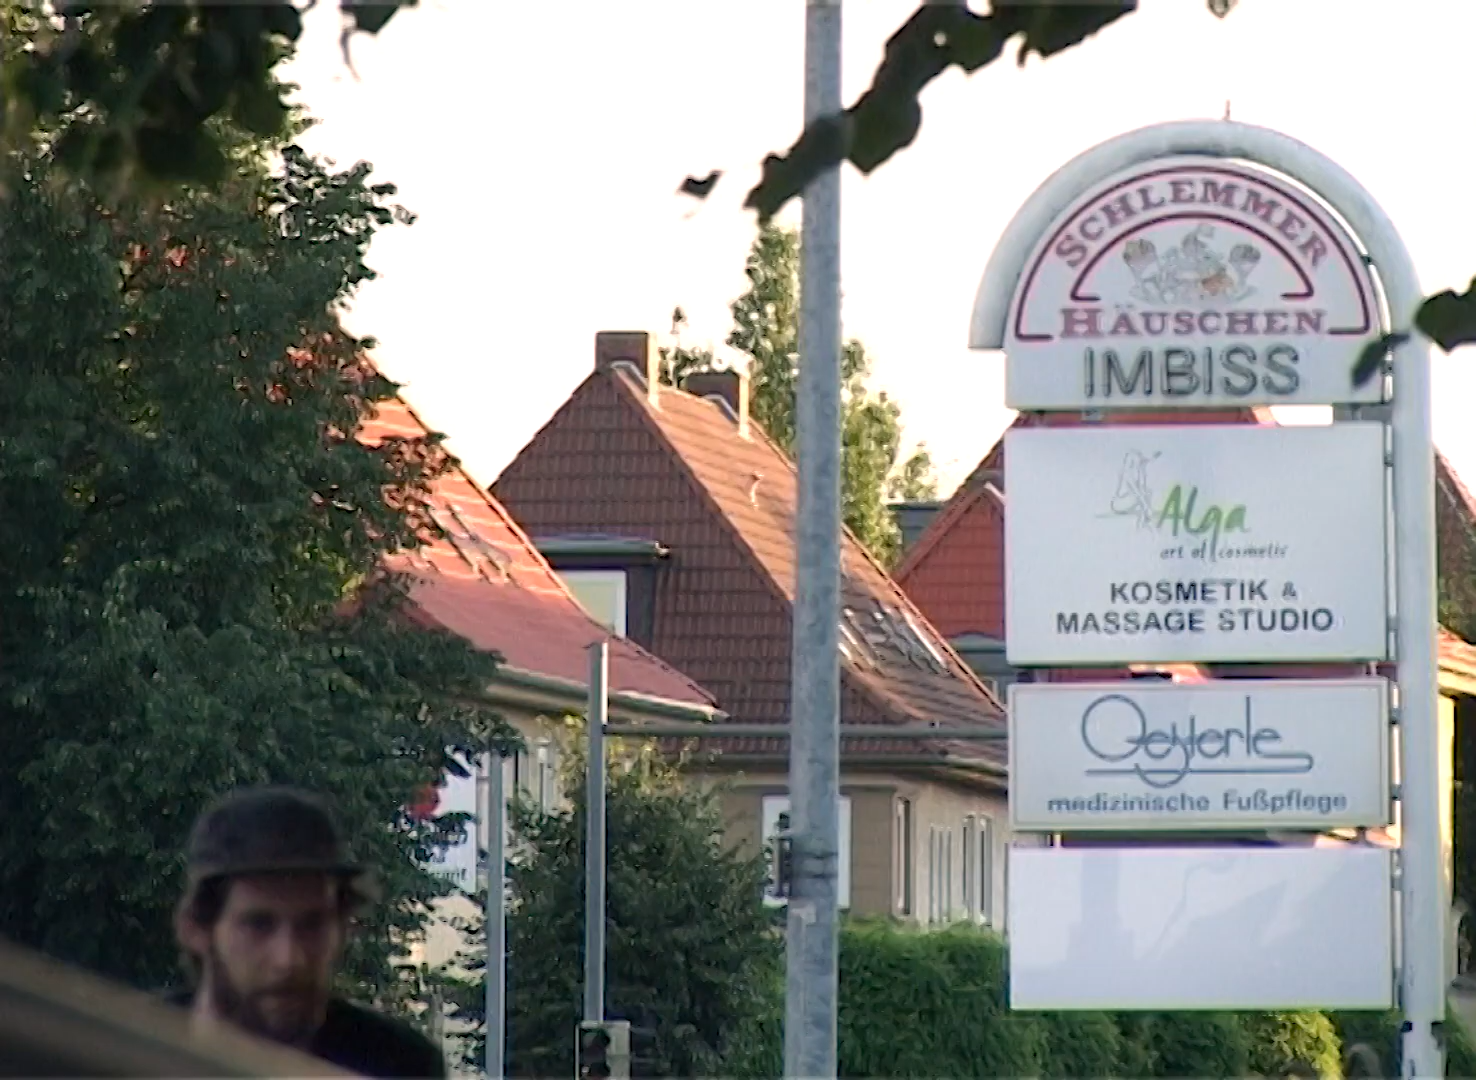 SCHLEMMER
HÄUSCHEN
IMBISS
Alga
art of cosmetic
KOSMETIK &
MASSAGE STUDIO
Oesterle
medizinische Fußpflege